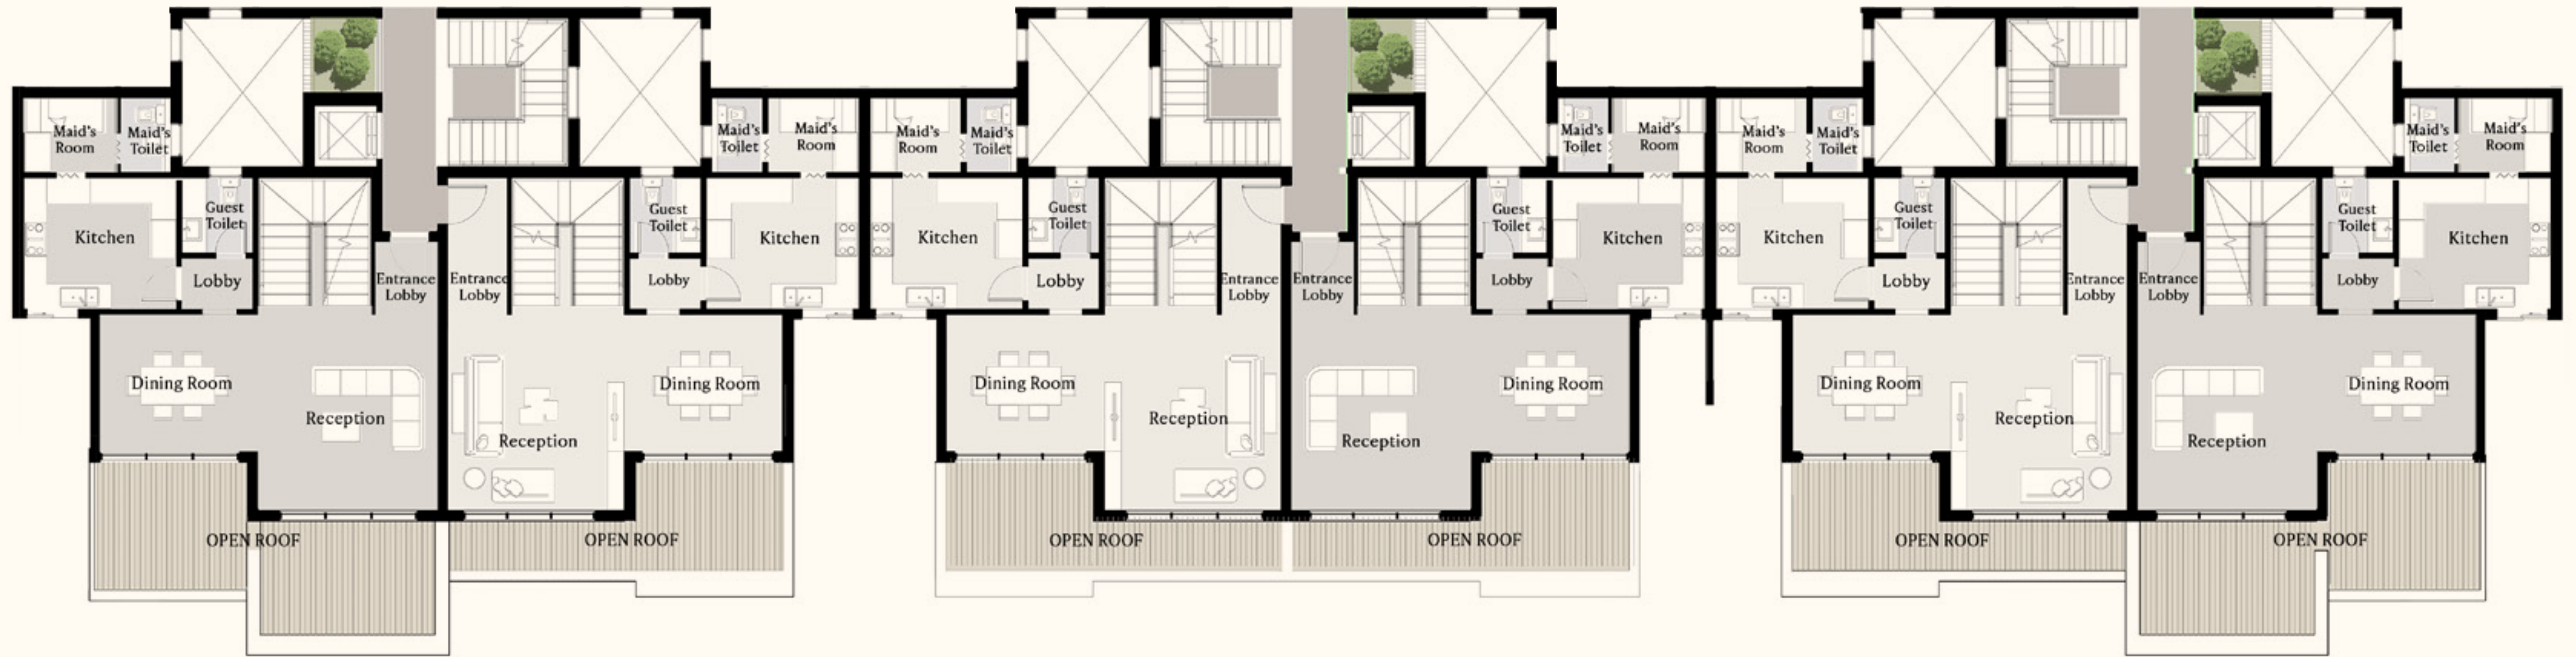 Maid's
Room
Maid's
Toilet
Maid's
Toilet
Maid's
Room
Maid's
Room
Maid's
Toilet
Maid's
Toilet
Maid's
Room
Maid's
Room
Maid's
Toilet
Maid's
Toilet
Maid's
Room
Kitchen
Guest
Toilet
Guest
Toilet
Kitchen
Kitchen
Guest
Toilet
Guest
Toilet
Kitchen
Kitchen
Guest
Toilet
Guest
Toilet
Kitchen
Lobby
Entrance
Lobby
Entrance
Lobby
Lobby
Lobby
Entrance
Lobby
Entrance
Lobby
Lobby
Lobby
Entrance
Lobby
Entrance
Lobby
Lobby
Dining Room
Reception
Reception
Dining Room
Dining Room
Reception
Reception
Dining Room
Dining Room
Reception
Reception
Dining Room
OPEN ROOF
OPEN ROOF
OPEN ROOF
OPEN ROOF
OPEN ROOF
OPEN ROOF